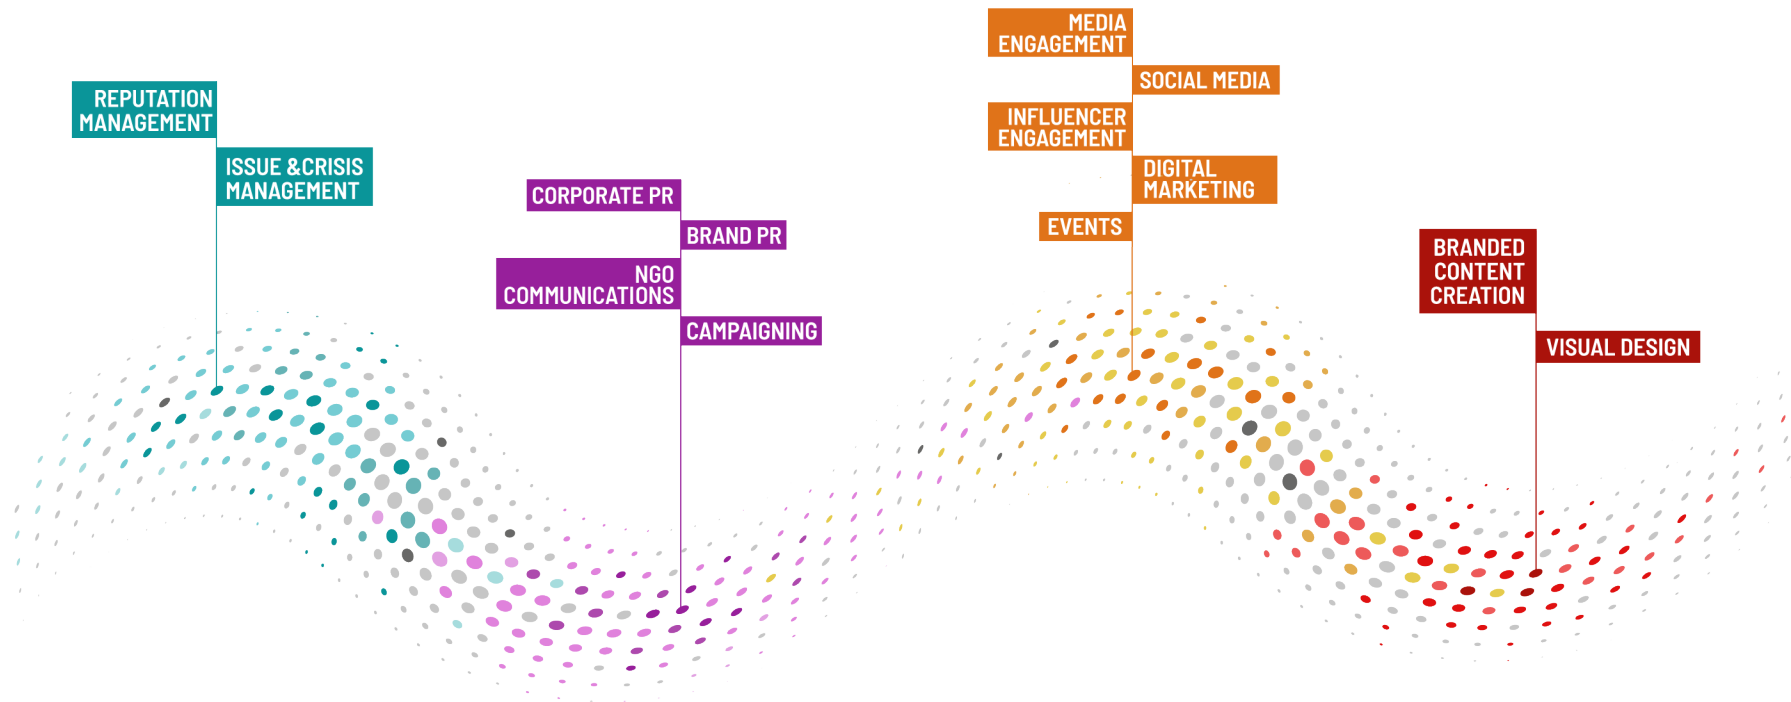 REPUTATION
MANAGEMENT
ISSUE &CRISIS
MANAGEMENT
CORPORATE PR
BRAND PR
NGO
COMMUNICATIONS
CAMPAIGNING
MEDIA
ENGAGEMENT
SOCIAL MEDIA
INFLUENCER
ENGAGEMENT
DIGITAL
MARKETING
EVENTS
BRANDED
CONTENT
CREATION
VISUAL DESIGN